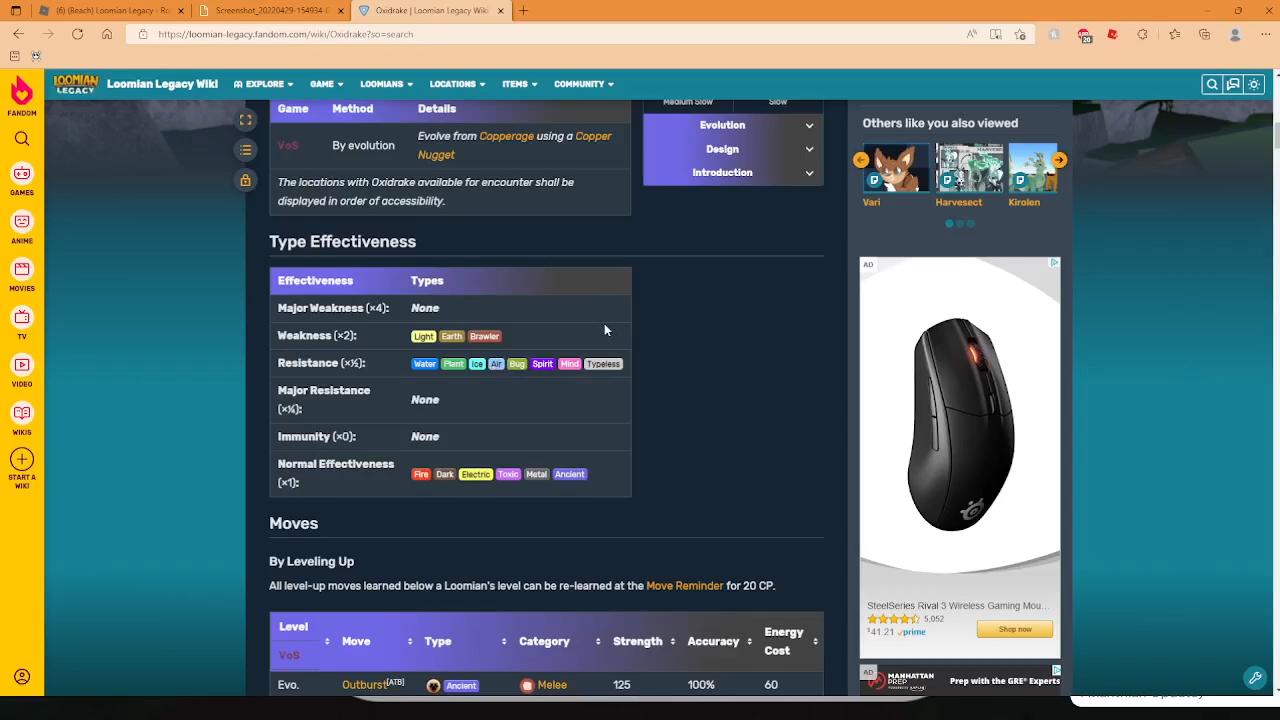 (6) (Beach) Loomian Legacy - Ro
Screenshot_20220429-154934-
Oxidrake | Loomian Legacy Wiki |
https://loomian-legacy.fandom.com/wiki/Oxidrake?so=search
20
FANDOM
GAMES
ANIME
MOVIES
TV
VIDEO
WIKIS
START A
WIKI
LOOMIAN
LEGACY
Loomian Legacy Wiki
EXPLORE
GAME
LOOMIANS
LOCATIONS
ITEMS
COMMUNITY
Game Method Details
VoS By evolution Evolve from Copperage using a Copper
Nugget
The locations with Oxidrake available for encounter shall be
displayed in order of accessibility.
Medium Slow Slow
Evolution
Design
Introduction
Type Effectiveness
Effectiveness Types
Major Weakness (×4): None
Weakness (×2): Light Earth Brawler
Resistance (×½): Water Plant Ice Air Bug Spirit Mind Typeless
Major Resistance
(×¼): None
Immunity (×0): None
Normal Effectiveness
(×1): Fire Dark Electric Toxic Metal Ancient
Moves
By Leveling Up
All level-up moves learned below a Loomian's level can be re-learned at the Move Reminder for 20 CP.
Level
VoS
Move Type Category Strength Accuracy Energy
Cost
Evo. Outburst[ATB] Ancient Melee 125 100% 60
Others like you also viewed
Vari Harvesect Kirolen
AD
SteelSeries Rival 3 Wireless Gaming Mou...
5,052
$41.21 prime
Shop now
AD
MANHATTAN
PREP
Prep with the GRE® Experts